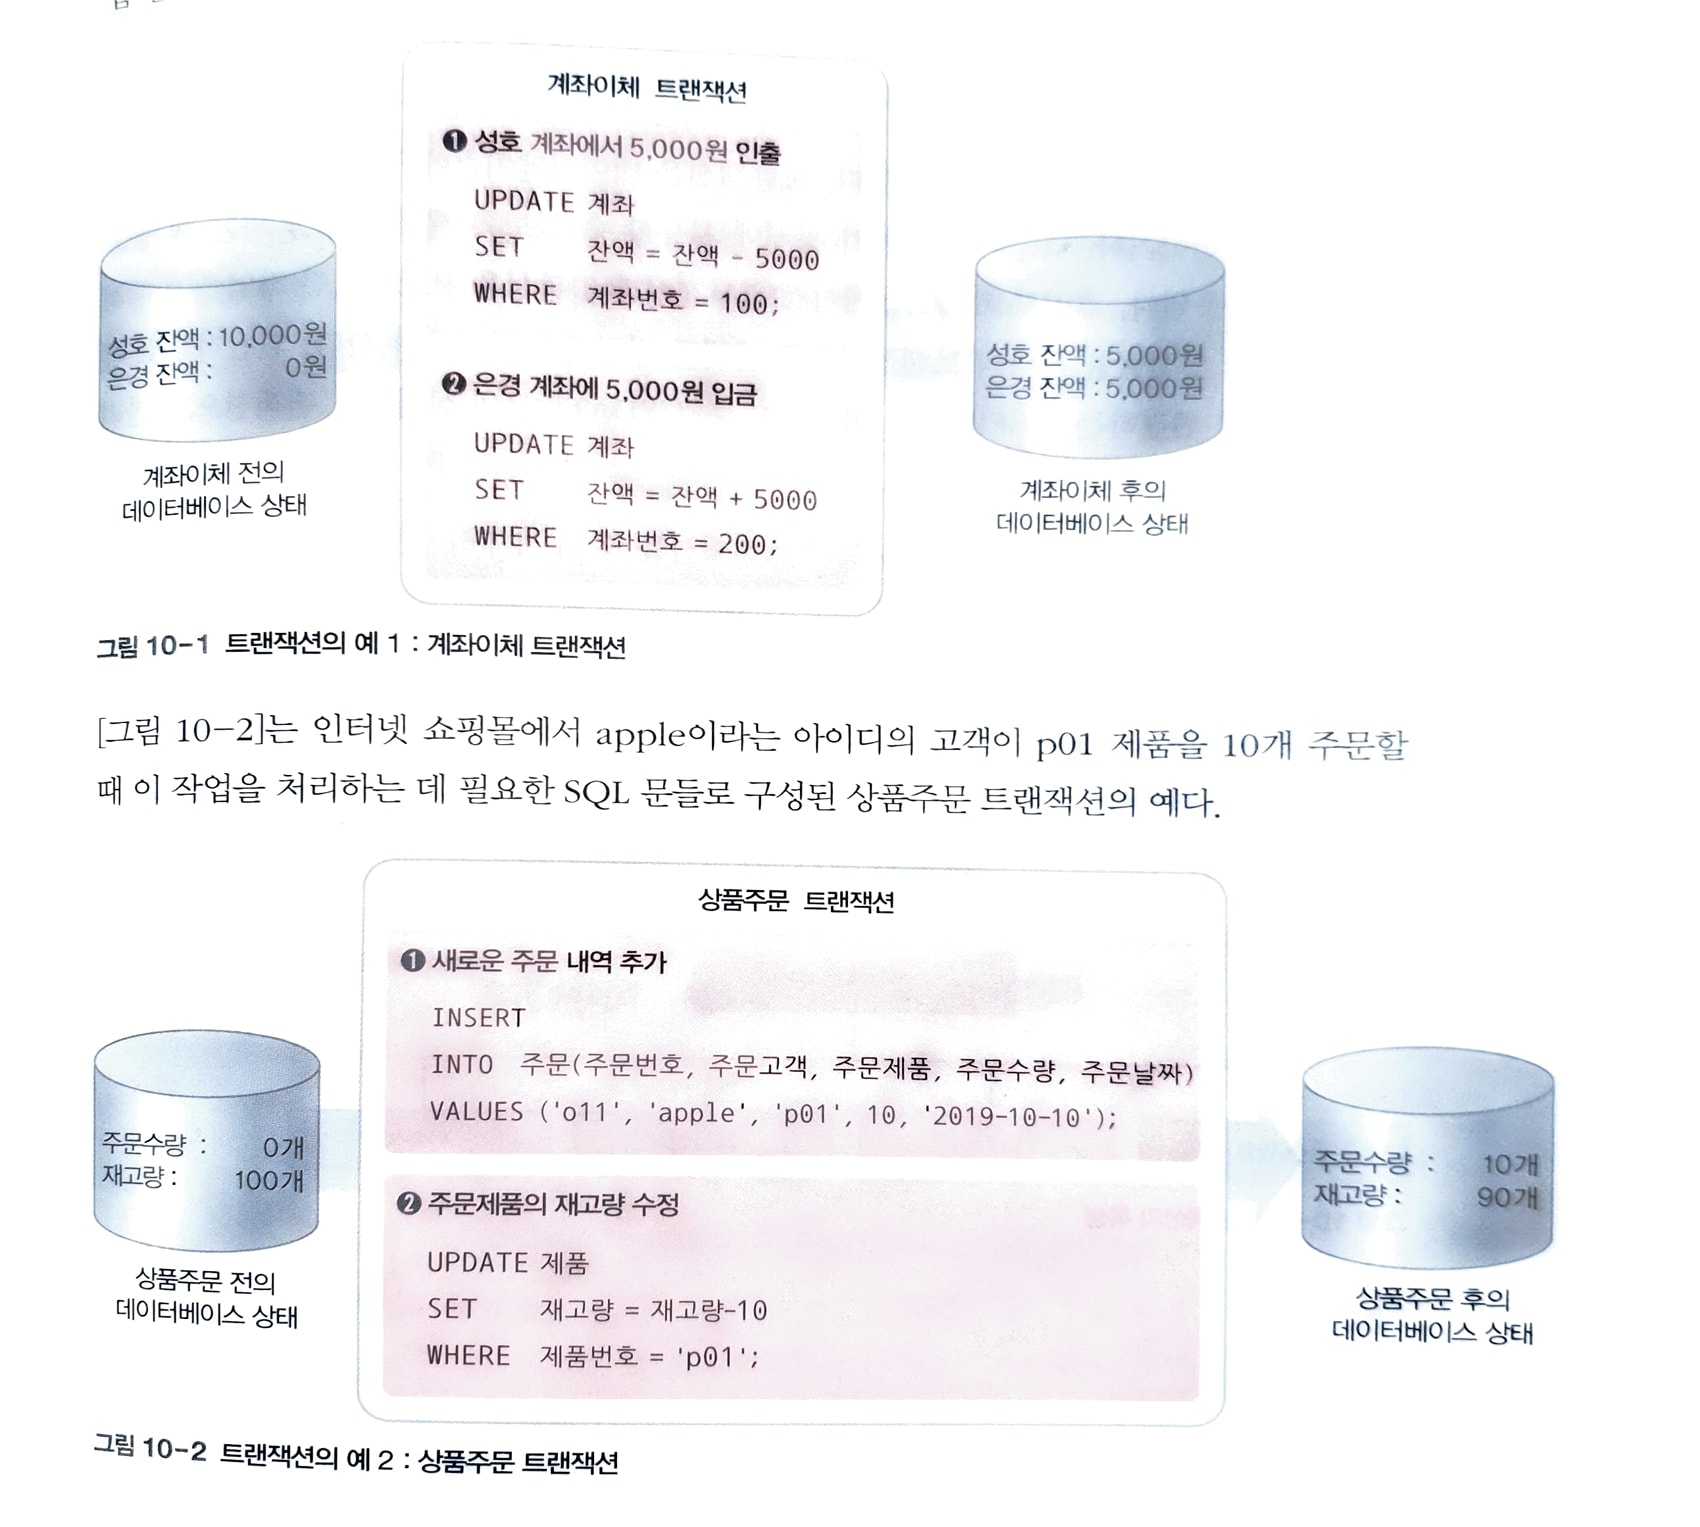 계좌이체 트랜잭션
❶ 성호 계좌에서 5,000원 인출
UPDATE 계좌
SET 잔액 = 잔액 - 5000
WHERE 계좌번호 = 100;
❷ 은경 계좌에 5,000원 입금
UPDATE 계좌
SET 잔액 = 잔액 + 5000
WHERE 계좌번호 = 200;
성호 잔액 : 10,000원
은경 잔액 : 0원
계좌이체 전의
데이터베이스 상태
성호 잔액 : 5,000원
은경 잔액 : 5,000원
계좌이체 후의
데이터베이스 상태
그림 10-1 트랜잭션의 예 1 : 계좌이체 트랜잭션
[그림 10-2]는 인터넷 쇼핑몰에서 apple이라는 아이디의 고객이 p01 제품을 10개 주문할
때 이 작업을 처리하는 데 필요한 SQL 문들로 구성된 상품주문 트랜잭션의 예다.
상품주문 트랜잭션
❶ 새로운 주문 내역 추가
INSERT
INTO 주문(주문번호, 주문고객, 주문제품, 주문수량, 주문날짜)
VALUES ('o11', 'apple', 'p01', 10, '2019-10-10');
❷ 주문제품의 재고량 수정
UPDATE 제품
SET 재고량 = 재고량-10
WHERE 제품번호 = 'p01';
주문수량 : 0개
재고량 : 100개
상품주문 전의
데이터베이스 상태
주문수량 : 10개
재고량 : 90개
상품주문 후의
데이터베이스 상태
그림 10-2 트랜잭션의 예 2 : 상품주문 트랜잭션